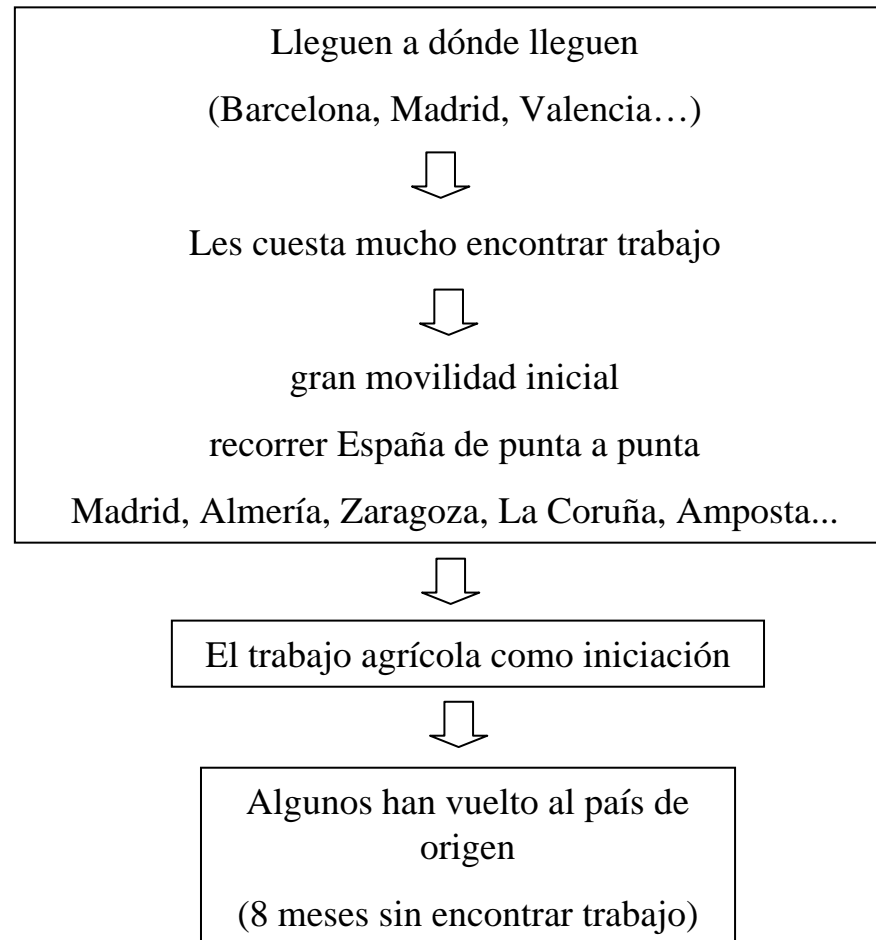 Lleguen a dónde lleguen
(Barcelona, Madrid, Valencia…)
Les cuesta mucho encontrar trabajo
gran movilidad inicial
recorrer España de punta a punta
Madrid, Almería, Zaragoza, La Coruña, Amposta...
El trabajo agrícola como iniciación
Algunos han vuelto al país de
origen
(8 meses sin encontrar trabajo)